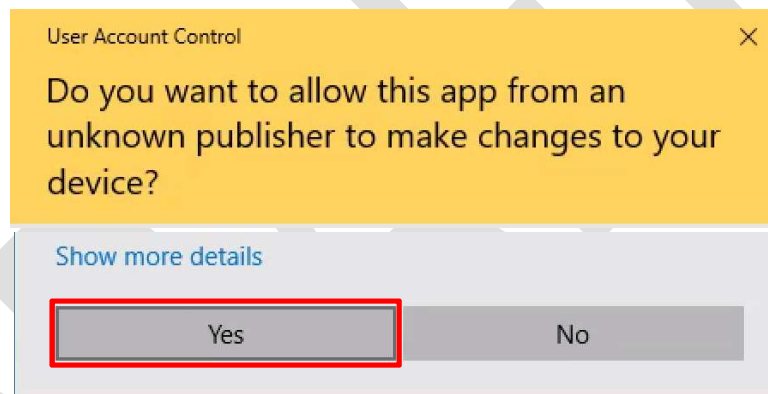 User Account Control
Do you want to allow this app from an
unknown publisher to make changes to your
device?
Show more details
Yes
No